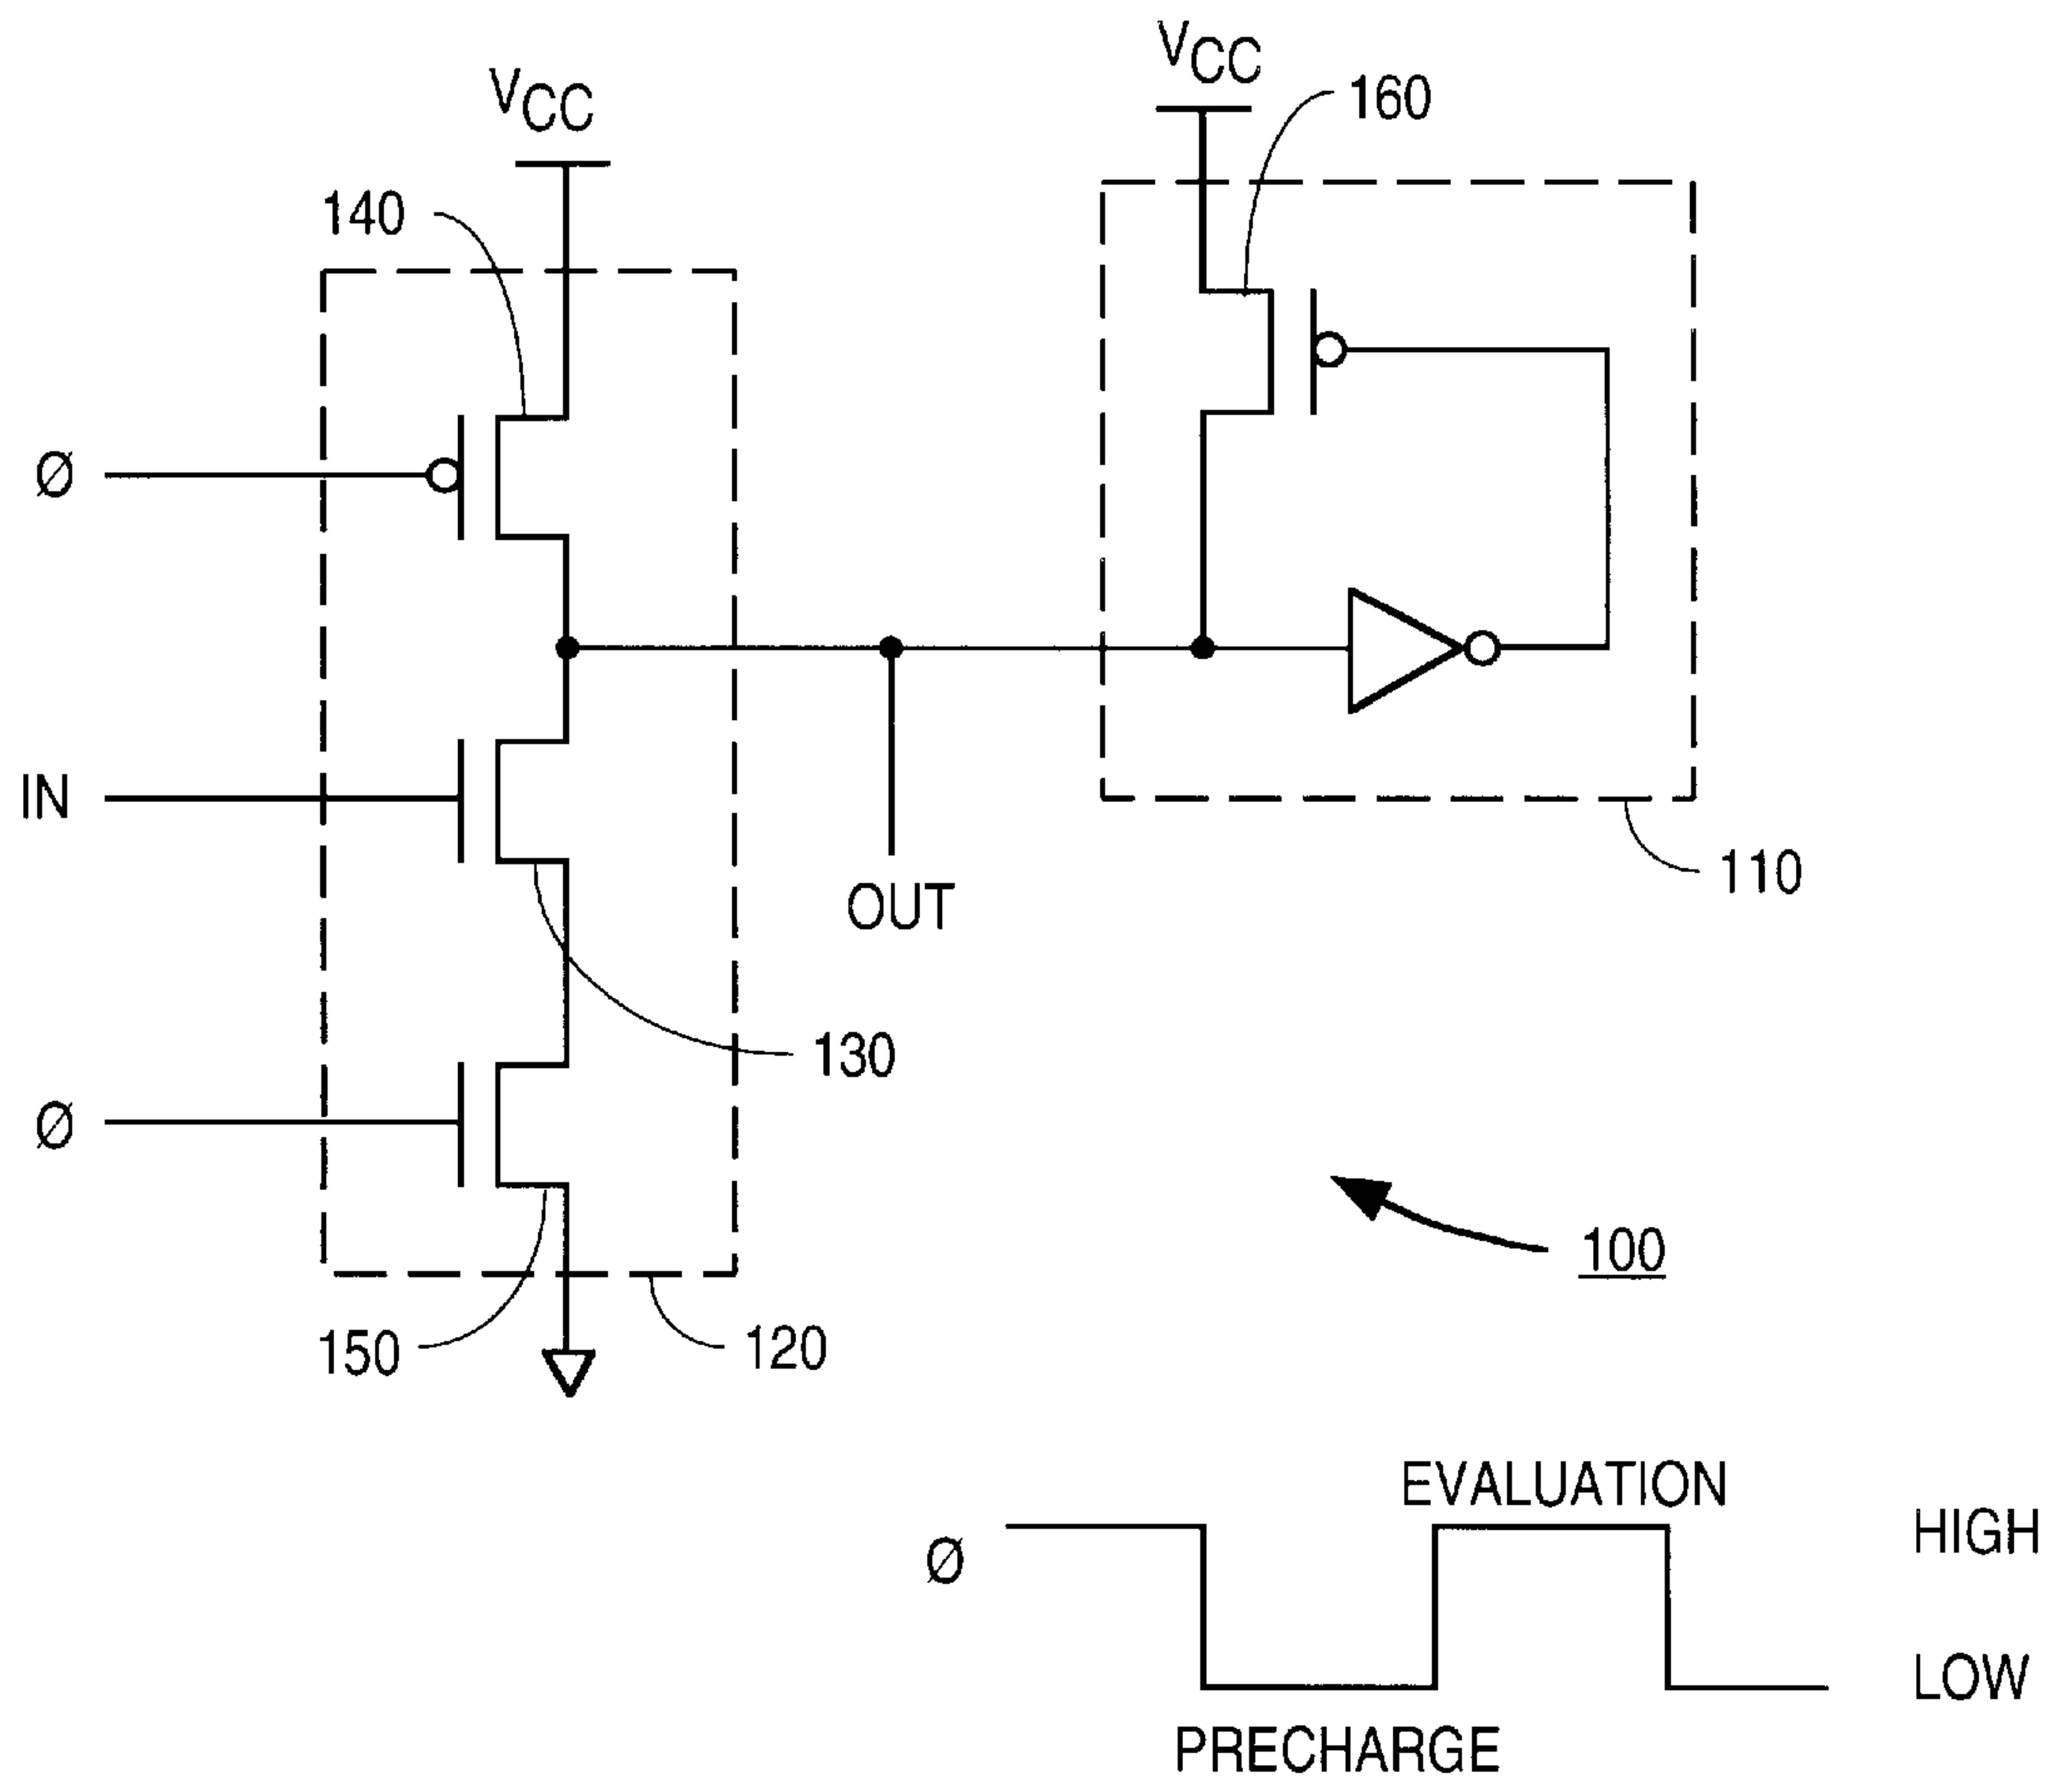 VCC
160
VCC
140
Ø
IN
110
OUT
130
Ø
100
150
120
EVALUATION
HIGH
Ø
LOW
PRECHARGE